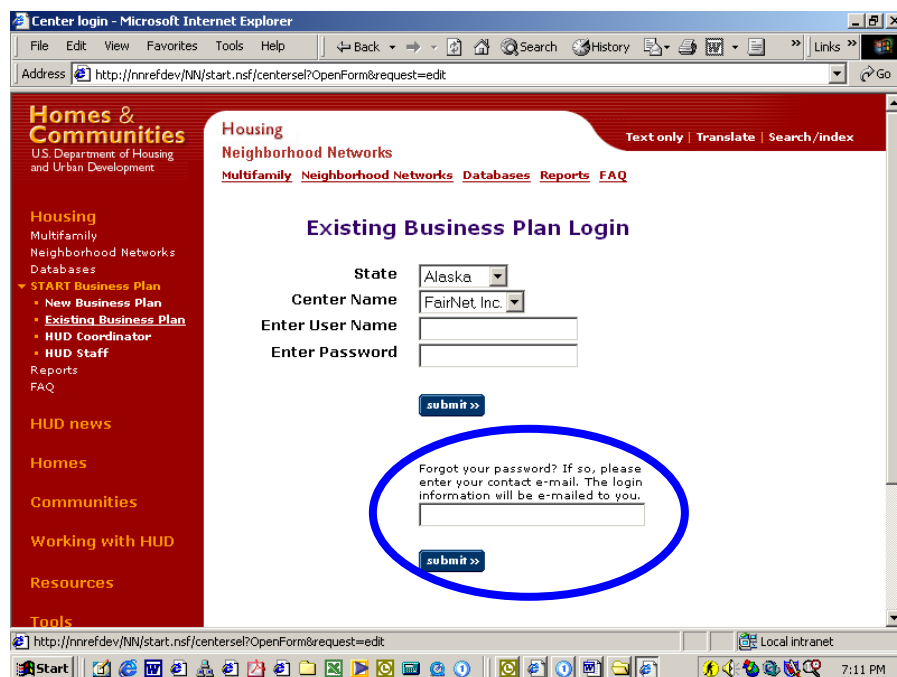 Center login - Microsoft Internet Explorer
File Edit View Favorites Tools Help Back Search History Links »
Address http://nnrefdev/NN/start.nsf/centersel?OpenForm&request=edit Go
Homes &
Communities
U.S. Department of Housing
and Urban Development
Housing
Neighborhood Networks
Text only | Translate | Search/index
Multifamily Neighborhood Networks Databases Reports FAQ
Housing
Multifamily
Neighborhood Networks
Databases
START Business Plan
New Business Plan
Existing Business Plan
HUD Coordinator
HUD Staff
Reports
FAQ
HUD news
Homes
Communities
Working with HUD
Resources
Tools
Existing Business Plan Login
State Alaska
Center Name FairNet, Inc.
Enter User Name
Enter Password
submit »
Forgot your password? If so, please
enter your contact e-mail. The login
information will be e-mailed to you.
submit »
http://nnrefdev/NN/start.nsf/centersel?OpenForm&request=edit Local intranet
Start 7:11 PM